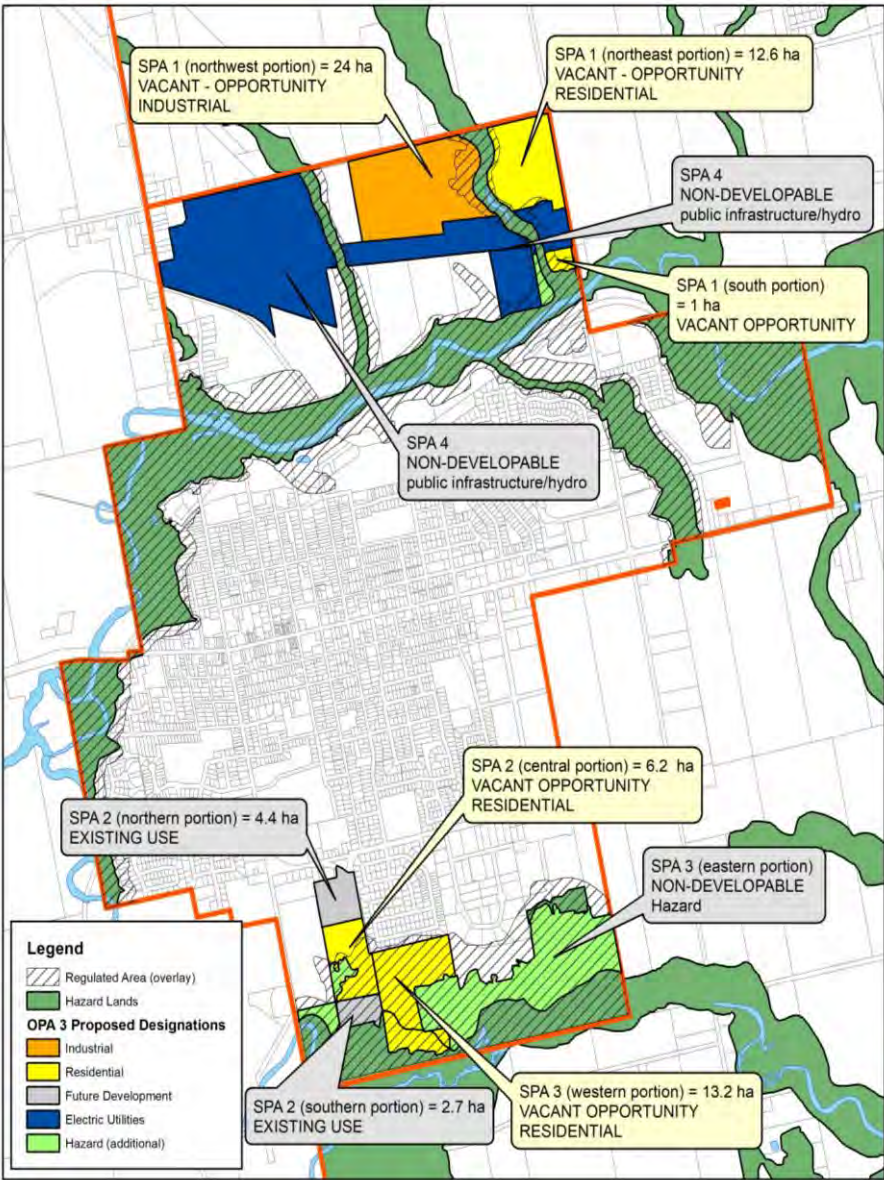 SPA 1 (northwest portion) = 24 ha
VACANT - OPPORTUNITY
INDUSTRIAL
SPA 1 (northeast portion) = 12.6 ha
VACANT - OPPORTUNITY
RESIDENTIAL
SPA 4
NON-DEVELOPABLE
public infrastructure/hydro
SPA 1 (south portion)
= 1 ha
VACANT OPPORTUNITY
SPA 4
NON-DEVELOPABLE
public infrastructure/hydro
SPA 2 (central portion) = 6.2 ha
VACANT OPPORTUNITY
RESIDENTIAL
SPA 2 (northern portion) = 4.4 ha
EXISTING USE
SPA 3 (eastern portion)
NON-DEVELOPABLE
Hazard
Legend
Regulated Area (overlay)
Hazard Lands
OPA 3 Proposed Designations
Industrial
Residential
Future Development
Electric Utilities
Hazard (additional)
SPA 2 (southern portion) = 2.7 ha
EXISTING USE
SPA 3 (western portion) = 13.2 ha
VACANT OPPORTUNITY
RESIDENTIAL